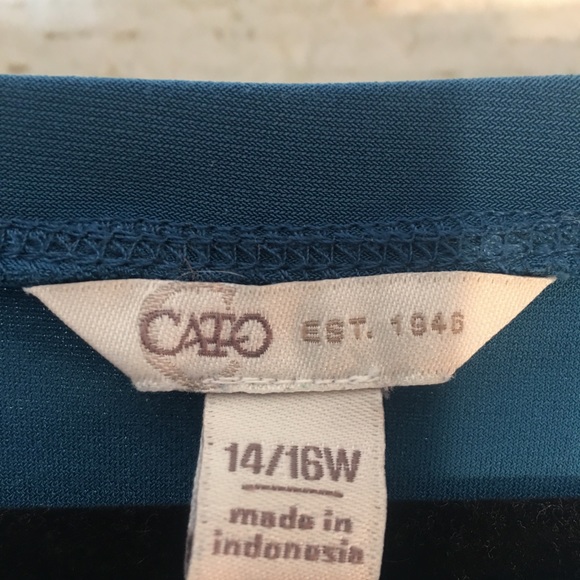 CATO EST. 1946
14/16W
made in
indonesia